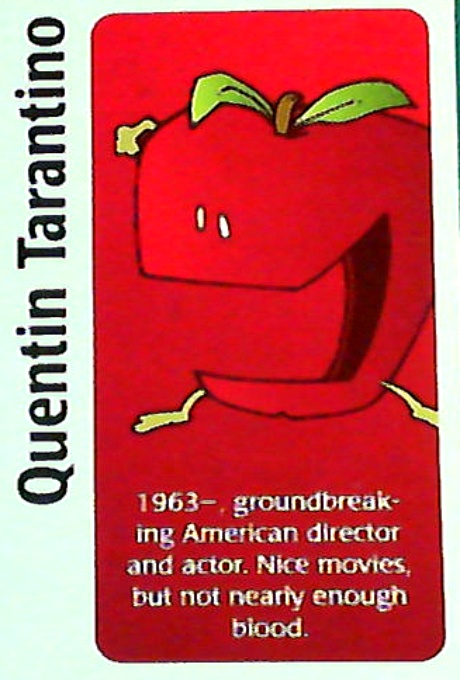 Quentin Tarantino
1963–, groundbreak-
ing American director
and actor. Nice movies,
but not nearly enough
blood.